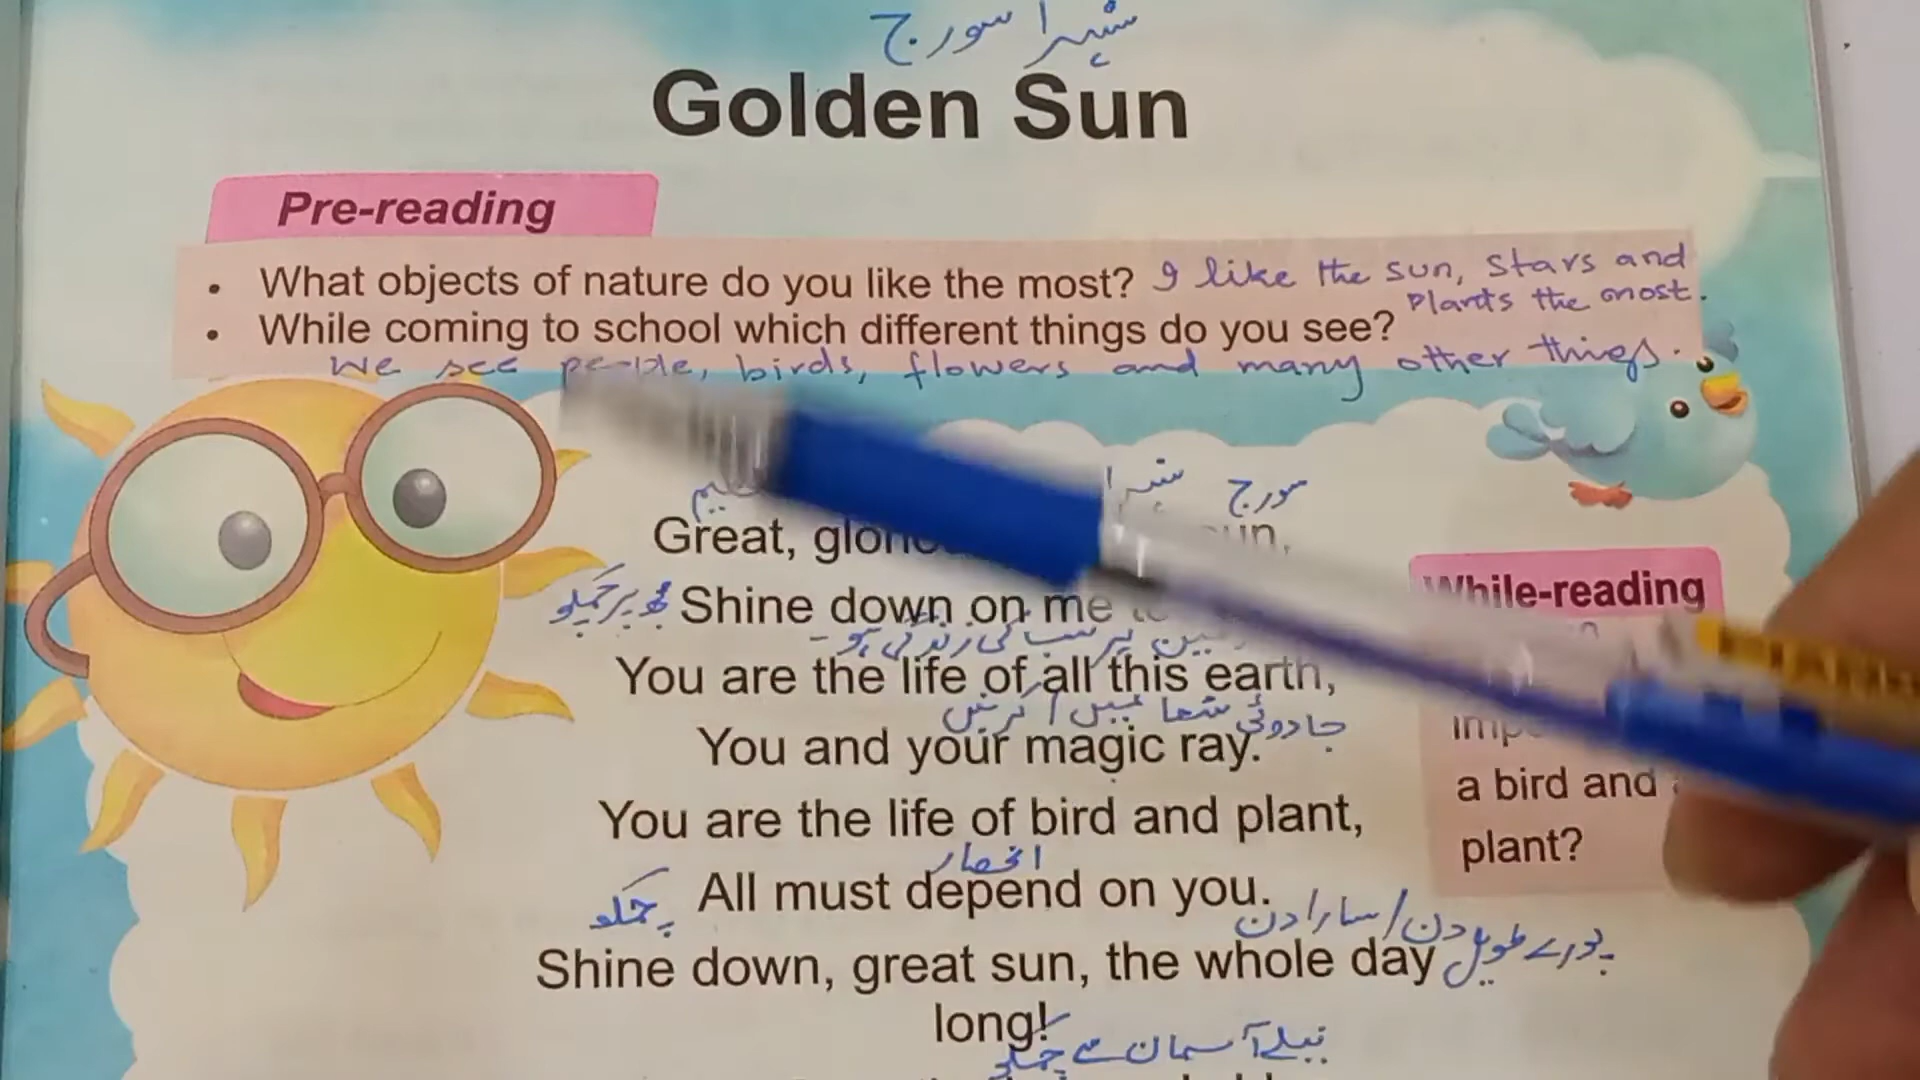 سنہرا سورج
Golden Sun
Pre-reading
• What objects of nature do you like the most? I like the sun, stars and
plants the most.
• While coming to school which different things do you see?
We see people, birds, flowers and many other things.
سنہرا سورج
Great,
Shine down on me
مجھ پر چمکو
پر سب کی زندگی ہو۔
You are the life of all this earth,
جادوئی شعاعیں / کرنیں
You and your magic ray.
You are the life of bird and plant,
انحصار
All must depend on you.
چمکو
پورے طویل دن / سارا دن
Shine down, great sun, the whole day
long!
نیلے آسمان سے چمکو
While-reading
a bird and
plant?